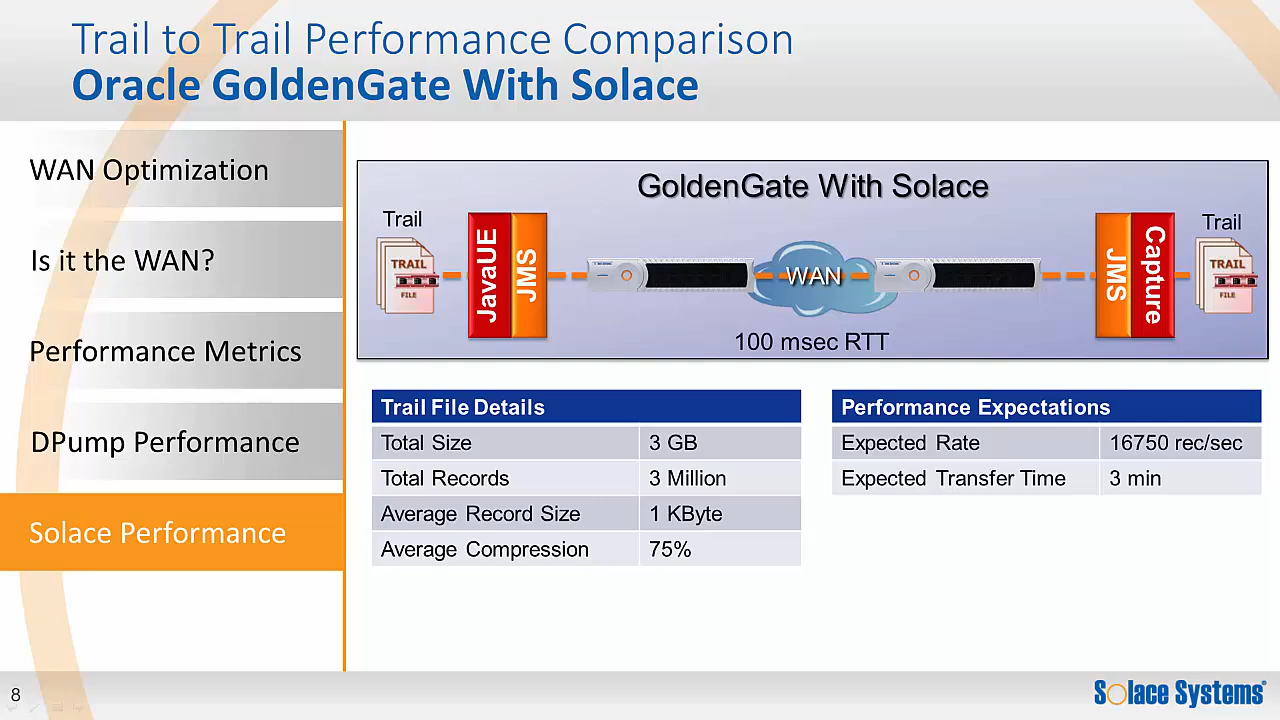 Trail to Trail Performance Comparison
Oracle GoldenGate With Solace
WAN Optimization
Is it the WAN?
Performance Metrics
DPump Performance
Solace Performance
GoldenGate With Solace
Trail
TRAIL
FILE
JavaUE
JMS
WAN
100 msec RTT
JMS
Capture
Trail
TRAIL
FILE
Trail File Details
Total Size 3 GB
Total Records 3 Million
Average Record Size 1 KByte
Average Compression 75%
Performance Expectations
Expected Rate 16750 rec/sec
Expected Transfer Time 3 min
8
Solace Systems®